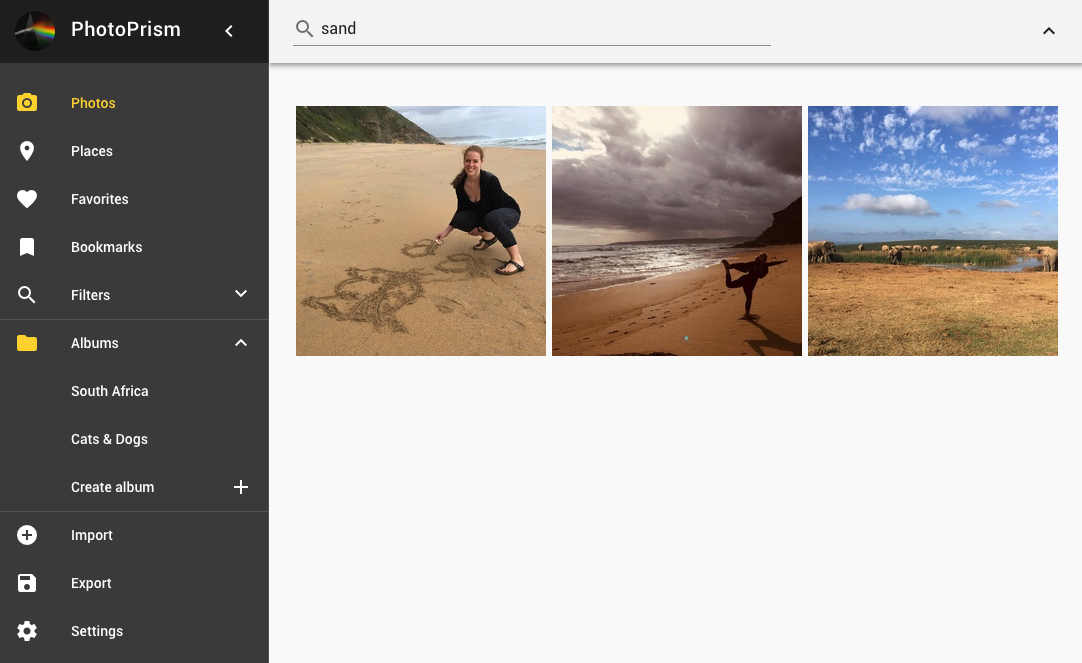 PhotoPrism
sand
Photos
Places
Favorites
Bookmarks
Filters
Albums
South Africa
Cats & Dogs
Create album
Import
Export
Settings